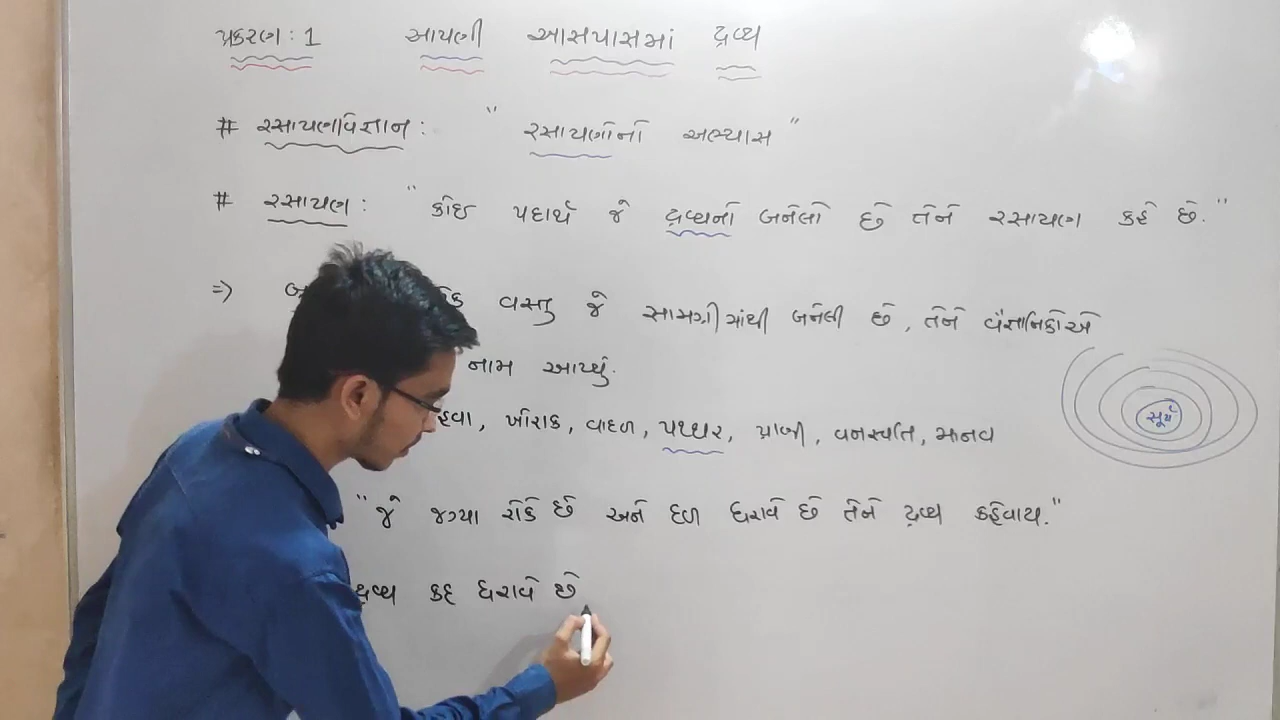 પ્રકરણ : 1 આપણી આસપાસમાં દ્રવ્ય
# રસાયણવિજ્ઞાન : " રસાયણોનો અભ્યાસ "
# રસાયણ : " કોઈ પદાર્થ જે દ્રવ્યનો બનેલો છે તેને રસાયણ કહે છે. "
⇒ વસ્તુ જે સામગ્રીમાંથી બનેલી છે , તેને વૈજ્ઞાનિકોએ
નામ આપ્યું.
સૂર્ય
હવા , ખોરાક , વાદળ , પથ્થર , પ્રાણી , વનસ્પતિ , માનવ
" જે જગ્યા રોકે છે અને દળ ધરાવે છે તેને દ્રવ્ય કહેવાય. "
દ્રવ્ય કદ ધરાવે છે